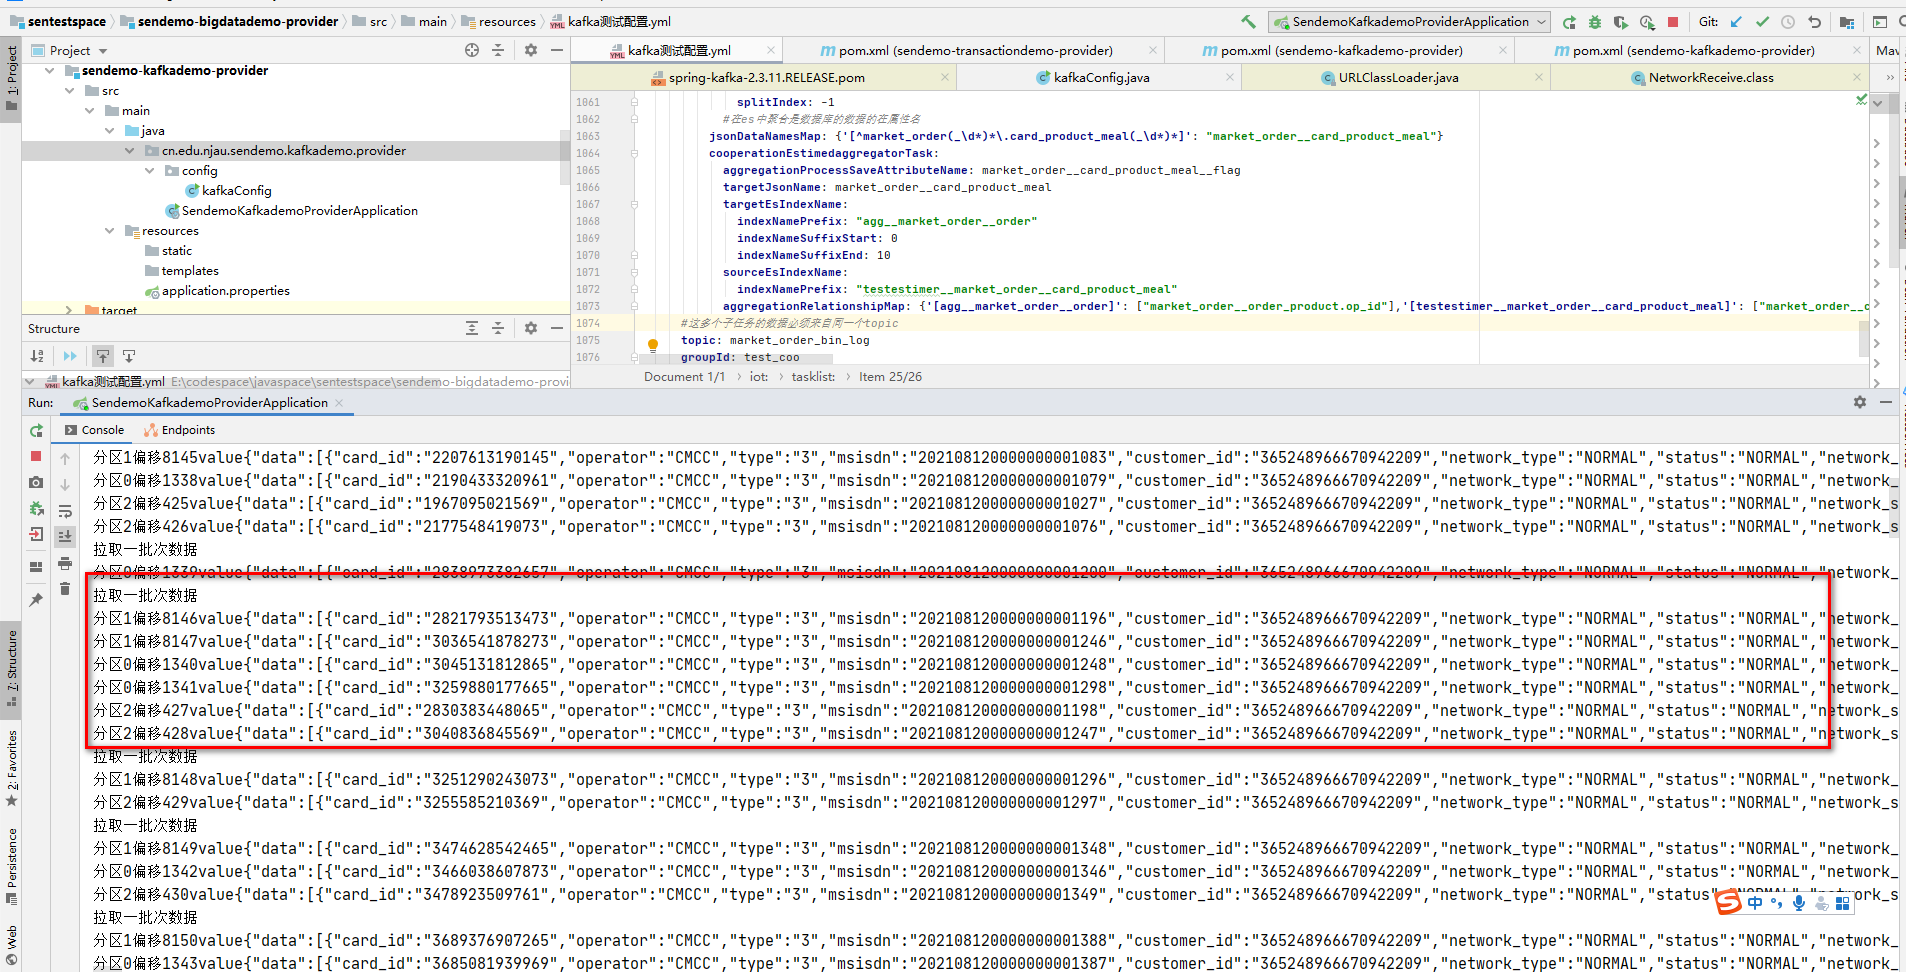 sentestspace sendemo-bigdatademo-provider src main resources kafka测试配置.yml
SendemoKafkademoProviderApplication Git:
Project
kafka测试配置.yml pom.xml (sendemo-transactiondemo-provider) pom.xml (sendemo-kafkademo-provider) pom.xml (sendemo-kafkademo-provider) Mav
spring-kafka-2.3.11.RELEASE.pom kafkaConfig.java URLClassLoader.java NetworkReceive.class
1: Project
sendemo-kafkademo-provider
src
main
java
cn.edu.njau.sendemo.kafkademo.provider
config
kafkaConfig
SendemoKafkademoProviderApplication
resources
static
templates
application.properties
target
1061 splitIndex: -1
1062 #在es中聚合是数据库的数据的在属性名
1063 jsonDataNamesMap: {'[^market_order(_\d*)*\.card_product_meal(_\d*)*]': "market_order__card_product_meal"}
1064 cooperationEstimedaggregatorTask:
1065 aggregationProcessSaveAttributeName: market_order__card_product_meal__flag
1066 targetJsonName: market_order__card_product_meal
1067 targetEsIndexName:
1068 indexNamePrefix: "agg__market_order__order"
1069 indexNameSuffixStart: 0
1070 indexNameSuffixEnd: 10
1071 sourceEsIndexName:
1072 indexNamePrefix: "testestimer__market_order__card_product_meal"
1073 aggregationRelationshipMap: {'[agg__market_order__order]': ["market_order__order_product.op_id"],'[testestimer__market_order__card_product_meal]': ["market_order__c
1074 #这多个子任务的数据必须来自同一个topic
1075 topic: market_order_bin_log
1076 groupId: test_coo
Document 1/1 iot: tasklist: Item 25/26
Structure
kafka测试配置.yml E:\codespace\javaspace\sentestspace\sendemo-bigdatademo-provi
Run: SendemoKafkademoProviderApplication
Console Endpoints
分区1偏移8145value{"data":[{"card_id":"2207613190145","operator":"CMCC","type":"3","msisdn":"202108120000000001083","customer_id":"365248966670942209","network_type":"NORMAL","status":"NORMAL","network_
分区0偏移1338value{"data":[{"card_id":"2190433320961","operator":"CMCC","type":"3","msisdn":"202108120000000001079","customer_id":"365248966670942209","network_type":"NORMAL","status":"NORMAL","network_
分区2偏移425value{"data":[{"card_id":"1967095021569","operator":"CMCC","type":"3","msisdn":"202108120000000001027","customer_id":"365248966670942209","network_type":"NORMAL","status":"NORMAL","network_s
分区2偏移426value{"data":[{"card_id":"2177548419073","operator":"CMCC","type":"3","msisdn":"202108120000000001076","customer_id":"365248966670942209","network_type":"NORMAL","status":"NORMAL","network_s
拉取一批次数据
分区0偏移1339value{"data":[{"card_id":"2838973382657","operator":"CMCC","type":"3","msisdn":"202108120000000001200","customer_id":"365248966670942209","network_type":"NORMAL","status":"NORMAL","network_
拉取一批次数据
分区1偏移8146value{"data":[{"card_id":"2821793513473","operator":"CMCC","type":"3","msisdn":"202108120000000001196","customer_id":"365248966670942209","network_type":"NORMAL","status":"NORMAL","network_
分区1偏移8147value{"data":[{"card_id":"3036541878273","operator":"CMCC","type":"3","msisdn":"202108120000000001246","customer_id":"365248966670942209","network_type":"NORMAL","status":"NORMAL","network_
分区0偏移1340value{"data":[{"card_id":"3045131812865","operator":"CMCC","type":"3","msisdn":"202108120000000001248","customer_id":"365248966670942209","network_type":"NORMAL","status":"NORMAL","network_
分区0偏移1341value{"data":[{"card_id":"3259880177665","operator":"CMCC","type":"3","msisdn":"202108120000000001298","customer_id":"365248966670942209","network_type":"NORMAL","status":"NORMAL","network_
分区2偏移427value{"data":[{"card_id":"2830383448065","operator":"CMCC","type":"3","msisdn":"202108120000000001198","customer_id":"365248966670942209","network_type":"NORMAL","status":"NORMAL","network_s
分区2偏移428value{"data":[{"card_id":"3040836845569","operator":"CMCC","type":"3","msisdn":"202108120000000001247","customer_id":"365248966670942209","network_type":"NORMAL","status":"NORMAL","network_s
拉取一批次数据
分区1偏移8148value{"data":[{"card_id":"3251290243073","operator":"CMCC","type":"3","msisdn":"202108120000000001296","customer_id":"365248966670942209","network_type":"NORMAL","status":"NORMAL","network_
分区2偏移429value{"data":[{"card_id":"3255585210369","operator":"CMCC","type":"3","msisdn":"202108120000000001297","customer_id":"365248966670942209","network_type":"NORMAL","status":"NORMAL","network_s
拉取一批次数据
分区1偏移8149value{"data":[{"card_id":"3474628542465","operator":"CMCC","type":"3","msisdn":"202108120000000001348","customer_id":"365248966670942209","network_type":"NORMAL","status":"NORMAL","network_
分区0偏移1342value{"data":[{"card_id":"3466038607873","operator":"CMCC","type":"3","msisdn":"202108120000000001346","customer_id":"365248966670942209","network_type":"NORMAL","status":"NORMAL","network_
分区2偏移430value{"data":[{"card_id":"3478923509761","operator":"CMCC","type":"3","msisdn":"202108120000000001349","customer_id":"365248966670942209","network_type":"NORMAL","status":"NORMAL","network_s
拉取一批次数据
分区1偏移8150value{"data":[{"card_id":"3689376907265","operator":"CMCC","type":"3","msisdn":"202108120000000001388","customer_id":"365248966670942209","network_type":"NORMAL","status":"NORMAL","network_
分区0偏移1343value{"data":[{"card_id":"3685081939969","operator":"CMCC","type":"3","msisdn":"202108120000000001387","customer_id":"365248966670942209","network_type":"NORMAL","status":"NORMAL","network_
7: Structure
2: Favorites
Persistence
Web
中